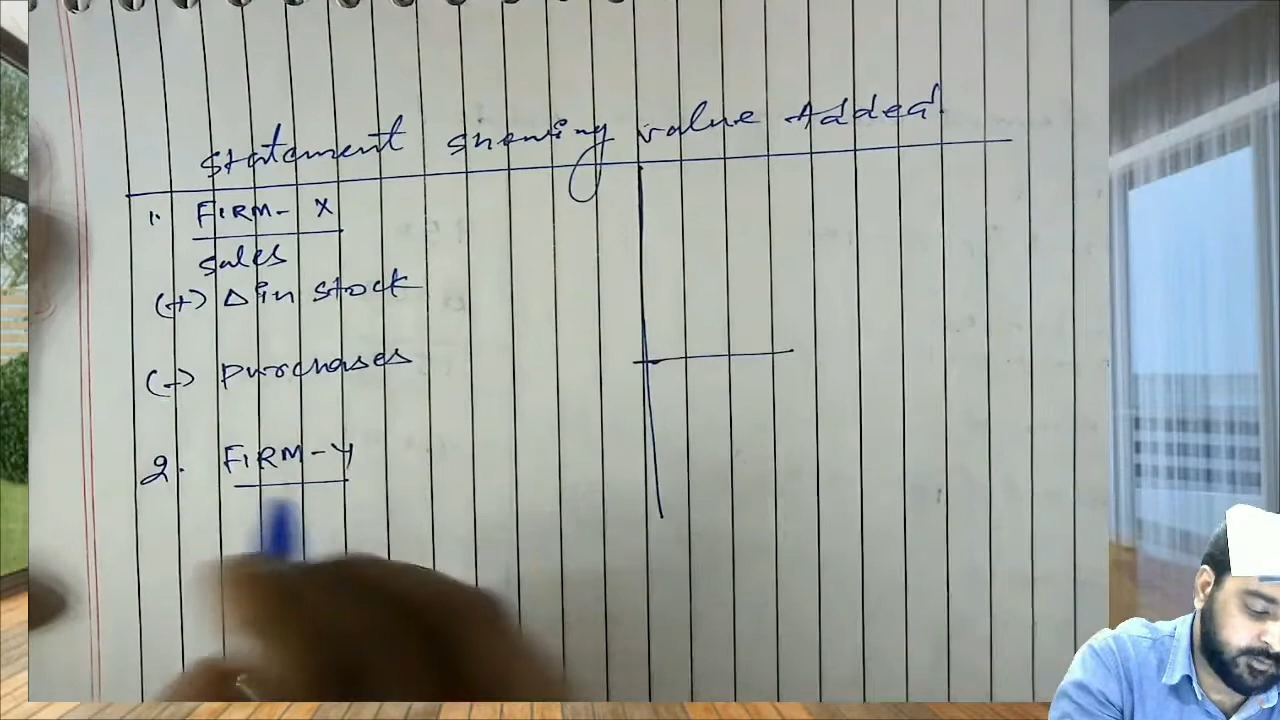 Statement showing value Added.
1. FIRM- X
Sales
(+) Δ in stock
(-) Purchases
2. FIRM-Y